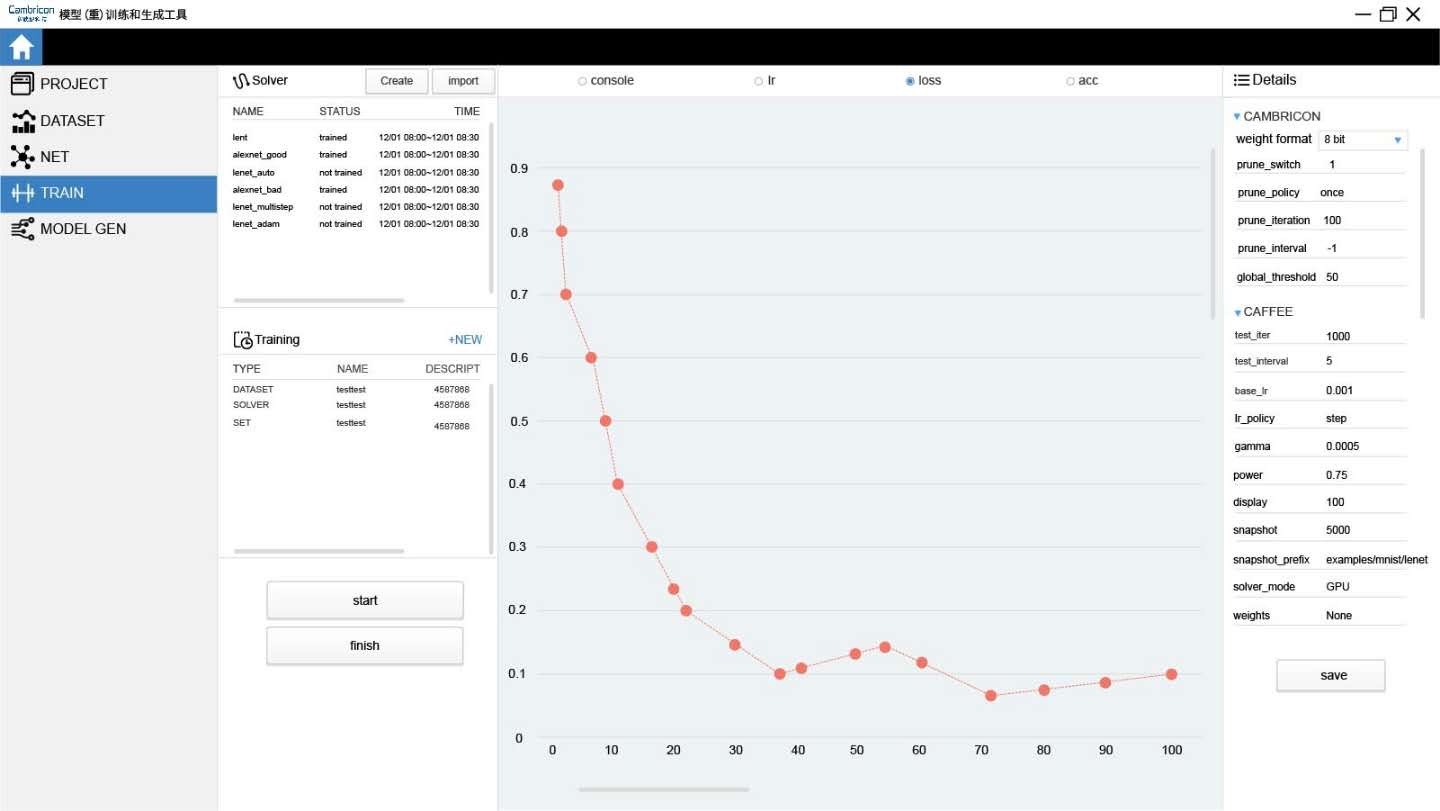 Cambricon 模型 (重) 训练和生成工具
PROJECT
DATASET
NET
TRAIN
MODEL GEN
Solver Create import
NAME STATUS TIME
lent trained 12/01 08:00~12/01 08:30
alexnet_good trained 12/01 08:00~12/01 08:30
lenet_auto not trained 12/01 08:00~12/01 08:30
alexnet_bad trained 12/01 08:00~12/01 08:30
lenet_multistep not trained 12/01 08:00~12/01 08:30
lenet_adam not trained 12/01 08:00~12/01 08:30
Training +NEW
TYPE NAME DESCRIPT
DATASET testtest 4587868
SOLVER testtest 4587868
SET testtest 4587868
start
finish
console lr loss acc
0.9
0.8
0.7
0.6
0.5
0.4
0.3
0.2
0.1
0
0 10 20 30 40 50 60 70 80 90 100
Details
CAMBRICON
weight format 8 bit
prune_switch 1
prune_policy once
prune_iteration 100
prune_interval -1
global_threshold 50
CAFFEE
test_iter 1000
test_interval 5
base_lr 0.001
lr_policy step
gamma 0.0005
power 0.75
display 100
snapshot 5000
snapshot_prefix examples/mnist/lenet
solver_mode GPU
weights None
save